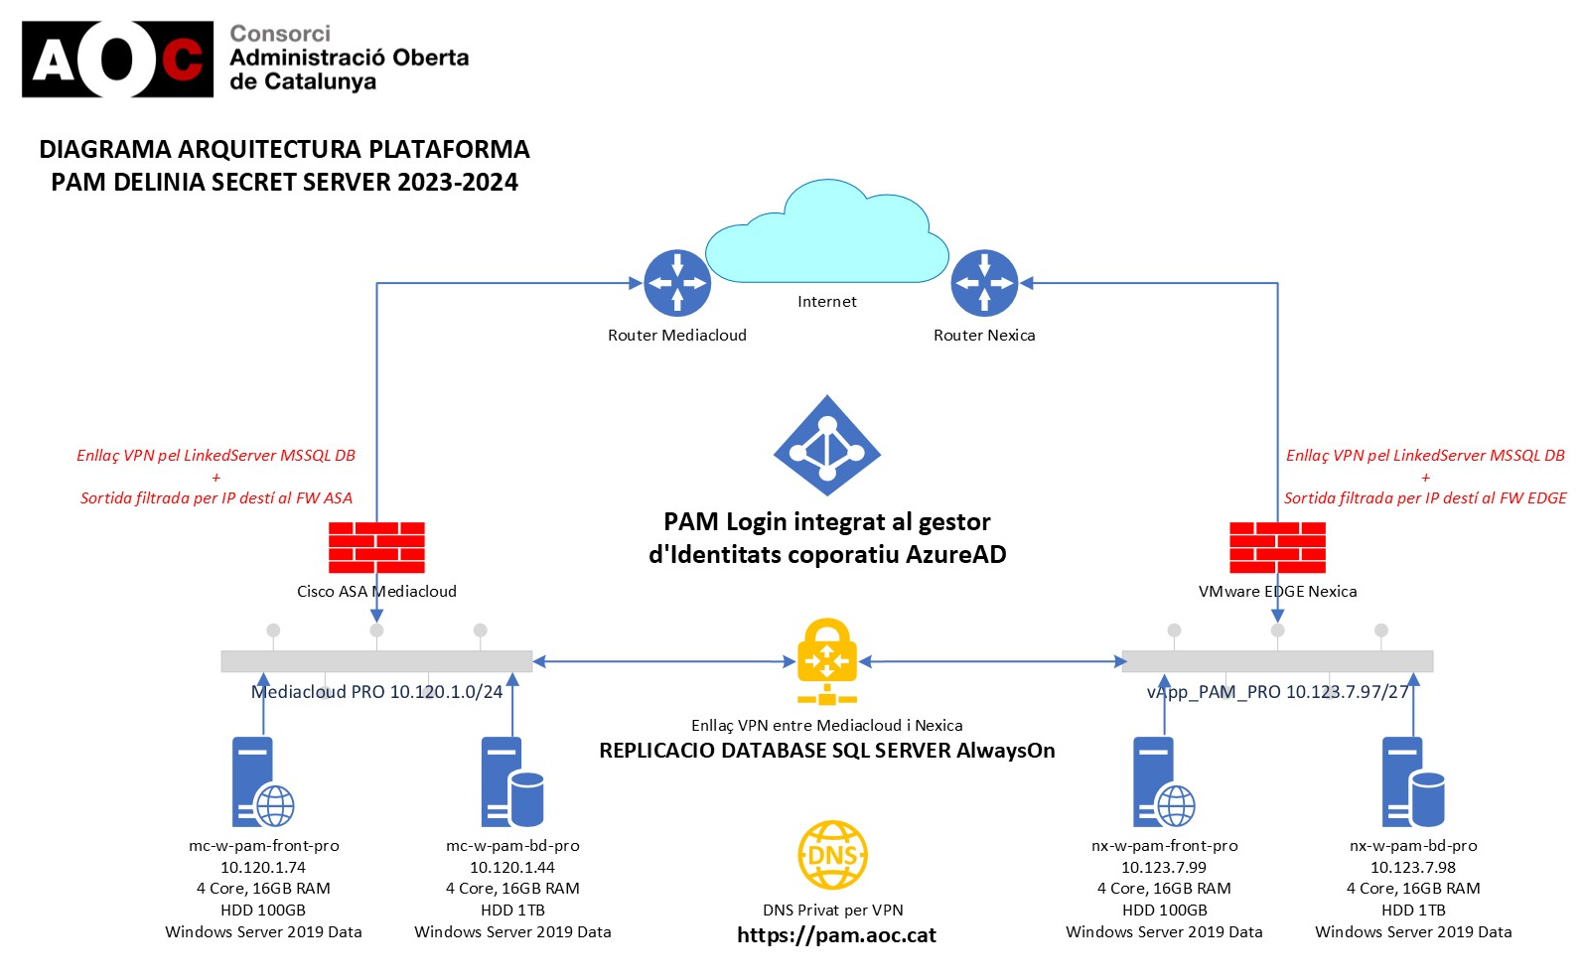 AOC
Consorci
Administració Oberta
de Catalunya
DIAGRAMA ARQUITECTURA PLATAFORMA
PAM DELINIA SECRET SERVER 2023-2024
Internet
Router Mediacloud
Router Nexica
Enllaç VPN pel LinkedServer MSSQL DB
+
Sortida filtrada per IP destí al FW ASA
Enllaç VPN pel LinkedServer MSSQL DB
+
Sortida filtrada per IP destí al FW EDGE
PAM Login integrat al gestor
d'Identitats coporatiu AzureAD
Cisco ASA Mediacloud
VMware EDGE Nexica
Mediacloud PRO 10.120.1.0/24
vApp_PAM_PRO 10.123.7.97/27
Enllaç VPN entre Mediacloud i Nexica
REPLICACIO DATABASE SQL SERVER AlwaysOn
mc-w-pam-front-pro
10.120.1.74
4 Core, 16GB RAM
HDD 100GB
Windows Server 2019 Data
mc-w-pam-bd-pro
10.120.1.44
4 Core, 16GB RAM
HDD 1TB
Windows Server 2019 Data
DNS
DNS Privat per VPN
https://pam.aoc.cat
nx-w-pam-front-pro
10.123.7.99
4 Core, 16GB RAM
HDD 100GB
Windows Server 2019 Data
nx-w-pam-bd-pro
10.123.7.98
4 Core, 16GB RAM
HDD 1TB
Windows Server 2019 Data